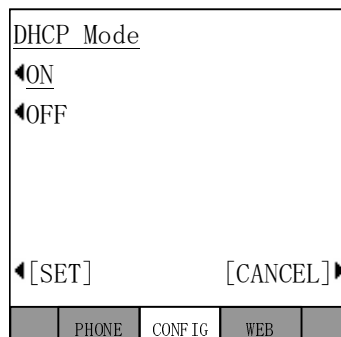 DHCP Mode
ON
OFF
[SET] [CANCEL]
PHONE CONFIG WEB